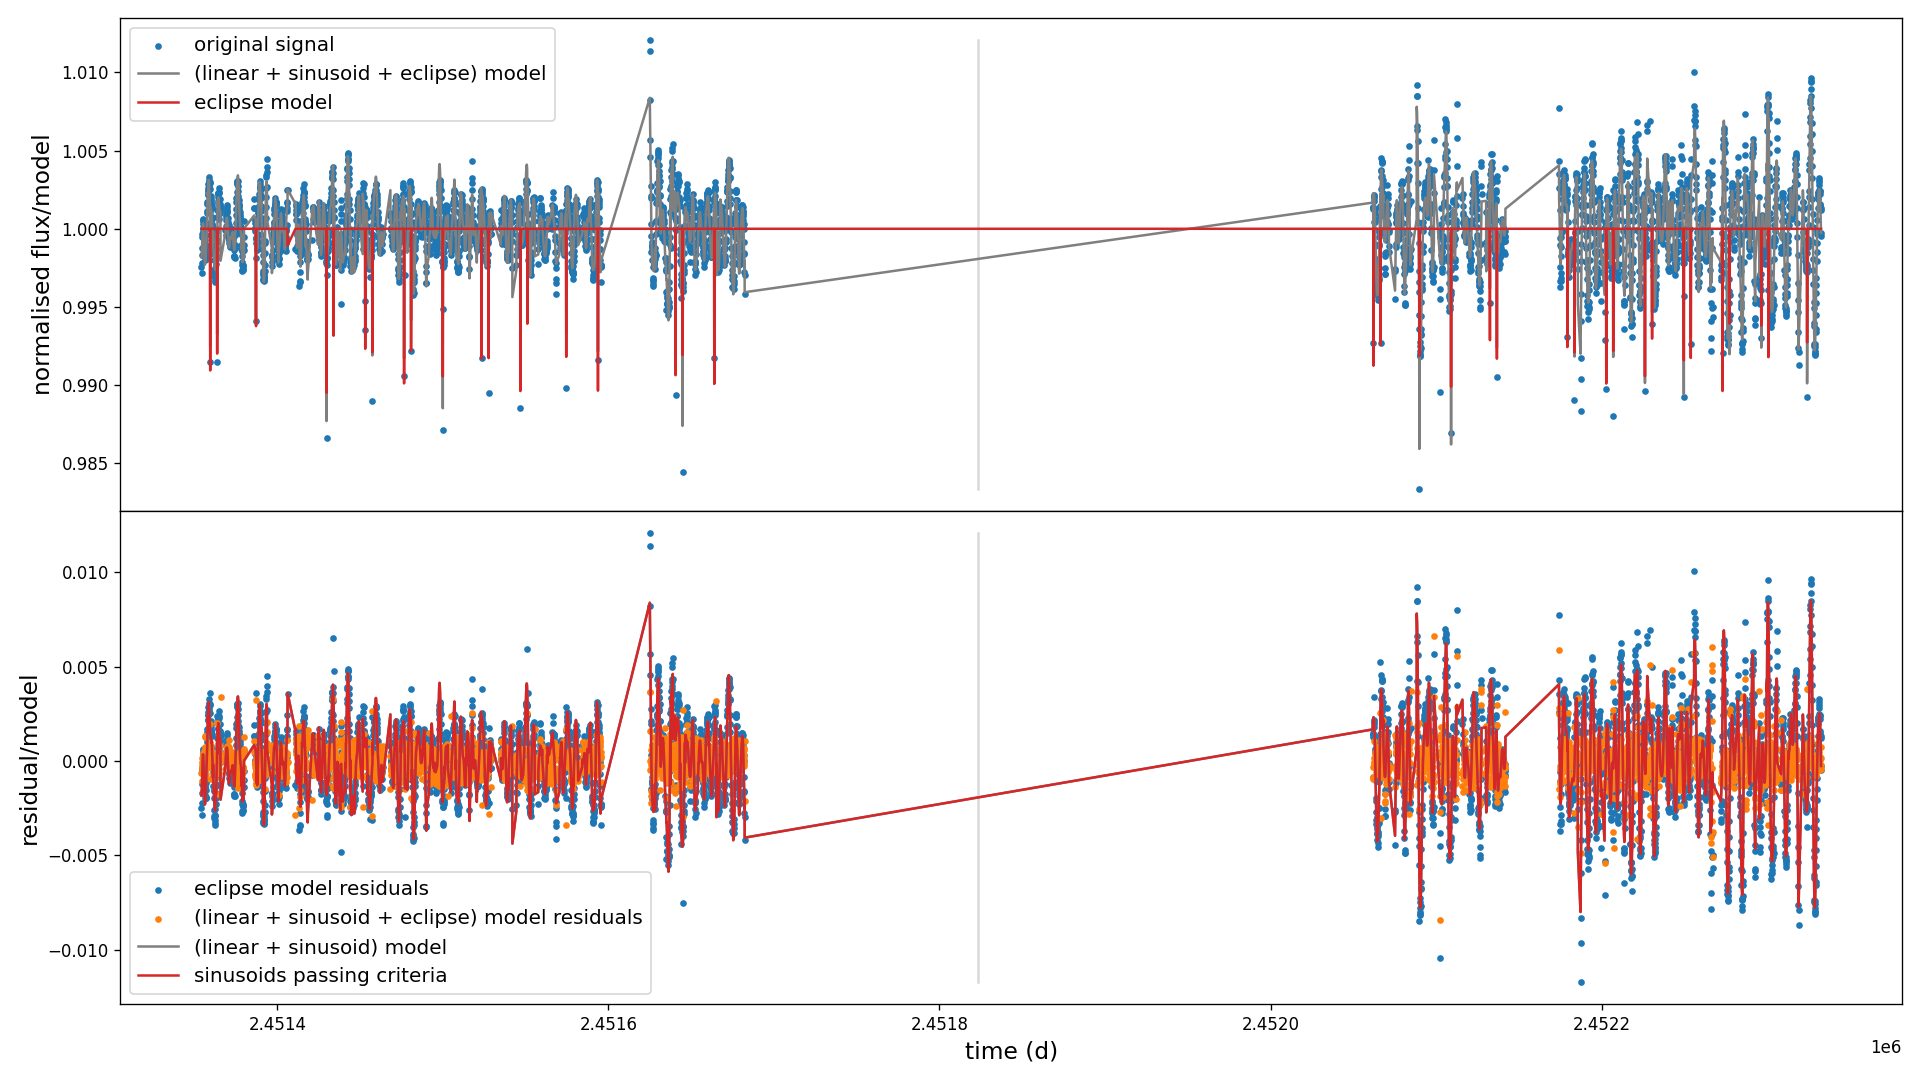 original signal
(linear + sinusoid + eclipse) model
eclipse model
normalised flux/model
1.010
1.005
1.000
0.995
0.990
0.985
residual/model
0.010
0.005
0.000
−0.005
−0.010
eclipse model residuals
(linear + sinusoid + eclipse) model residuals
(linear + sinusoid) model
sinusoids passing criteria
2.4514
2.4516
2.4518
2.4520
2.4522
1e6
time (d)